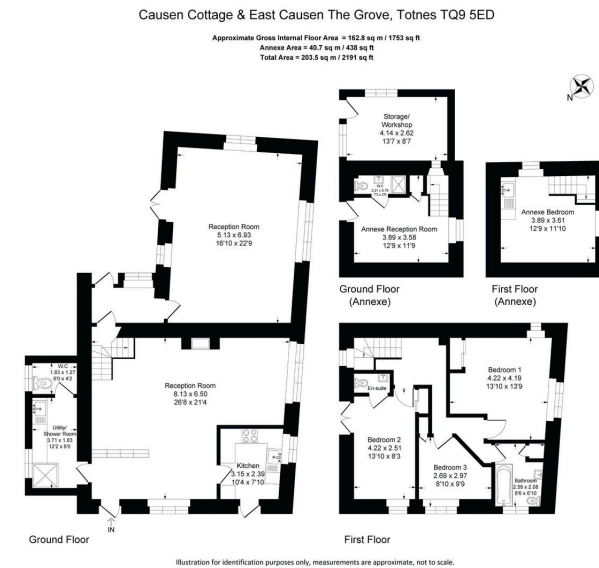 Causen Cottage & East Causen The Grove, Totnes TQ9 5ED
Approximate Gross Internal Floor Area = 162.8 sq m / 1753 sq ft
Annexe Area = 40.7 sq m / 438 sq ft
Total Area = 203.5 sq m / 2191 sq ft
N
Storage/
Workshop
4.14 x 2.62
13'7 x 8'7
W.C
Annexe Reception Room
3.89 x 3.58
12'9 x 11'9
Ground Floor
(Annexe)
Annexe Bedroom
3.89 x 3.61
12'9 x 11'10
First Floor
(Annexe)
Reception Room
5.13 x 6.93
16'10 x 22'9
W.C
1.83 x 1.27
6'0 x 4'2
Utility/
Shower Room
3.71 x 1.83
12'2 x 6'0
Reception Room
8.13 x 6.50
26'8 x 21'4
Kitchen
3.15 x 2.39
10'4 x 7'10
IN
Ground Floor
En-suite
Bedroom 1
4.22 x 4.19
13'10 x 13'9
Bedroom 2
4.22 x 2.51
13'10 x 8'3
Bedroom 3
2.69 x 2.97
8'10 x 9'9
Bathroom
2.59 x 2.08
8'6 x 6'10
First Floor
Illustration for identification purposes only, measurements are approximate, not to scale.